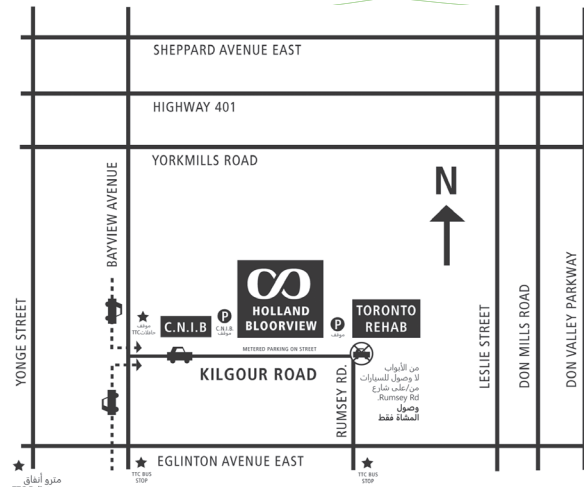 SHEPPARD AVENUE EAST
HIGHWAY 401
YORKMILLS ROAD
N
BAYVIEW AVENUE
YONGE STREET
LESLIE STREET
DON MILLS ROAD
DON VALLEY PARKWAY
HOLLAND
BLOORVIEW
TORONTO
REHAB
C.N.I.B
P
C.N.I.B.
موقف
P
موقف
موقف
حافلات TTC
METERED PARKING ON STREET
KILGOUR ROAD
RUMSEY RD.
من الأبواب
لا وصول للسيارات
من/على شارع
Rumsey Rd.
وصول
المشاة فقط
EGLINTON AVENUE EAST
TTC BUS
STOP
TTC BUS
STOP
مترو أنفاق